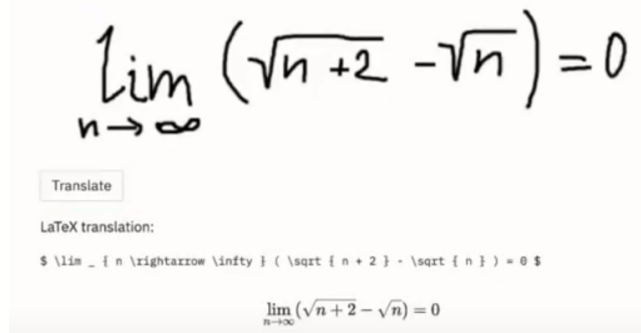 lim (√n+2 - √n) = 0
n→∞
Translate
LaTeX translation:
$ \lim _ { n \rightarrow \infty } ( \sqrt { n + 2 } - \sqrt { n } ) = 0 $
lim (√n+2 − √n) = 0
n→∞